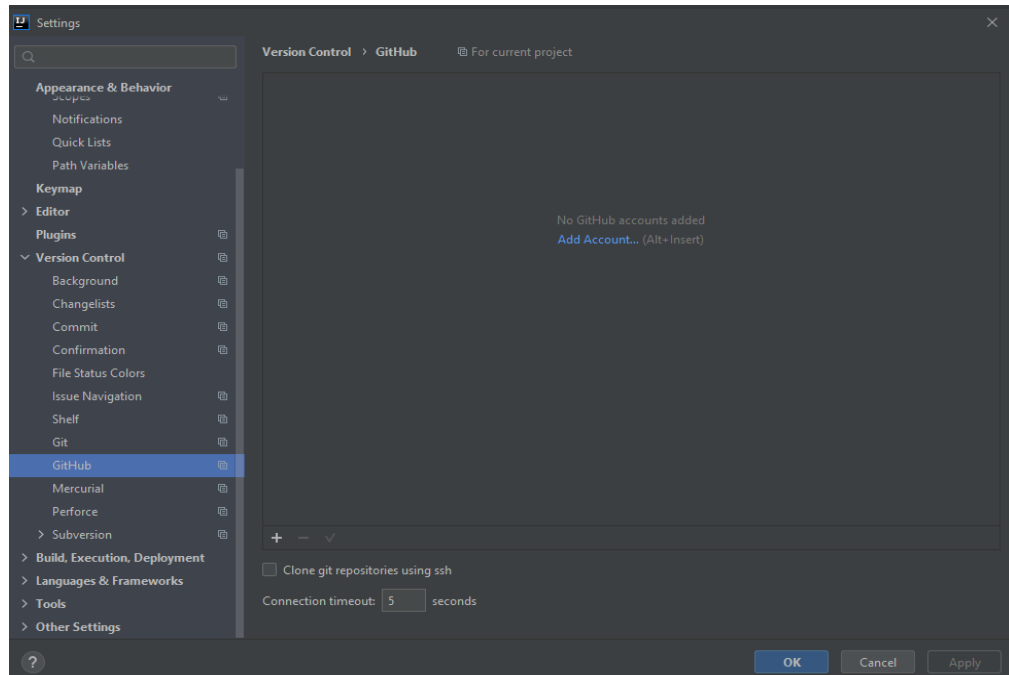 IJ Settings
Version Control › GitHub For current project
Appearance & Behavior
Scopes
Notifications
Quick Lists
Path Variables
Keymap
Editor
Plugins
Version Control
Background
Changelists
Commit
Confirmation
File Status Colors
Issue Navigation
Shelf
Git
GitHub
Mercurial
Perforce
Subversion
Build, Execution, Deployment
Languages & Frameworks
Tools
Other Settings
No GitHub accounts added
Add Account... (Alt+Insert)
Clone git repositories using ssh
Connection timeout: 5 seconds
?
OK Cancel Apply